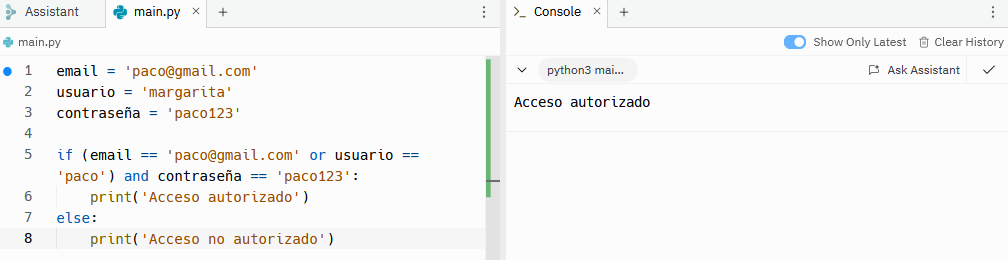 Assistant
main.py
main.py
1 email = 'paco@gmail.com'
2 usuario = 'margarita'
3 contraseña = 'paco123'
4
5 if (email == 'paco@gmail.com' or usuario ==
'paco') and contraseña == 'paco123':
6 print('Acceso autorizado')
7 else:
8 print('Acceso no autorizado')
Console
Show Only Latest Clear History
python3 mai... Ask Assistant
Acceso autorizado